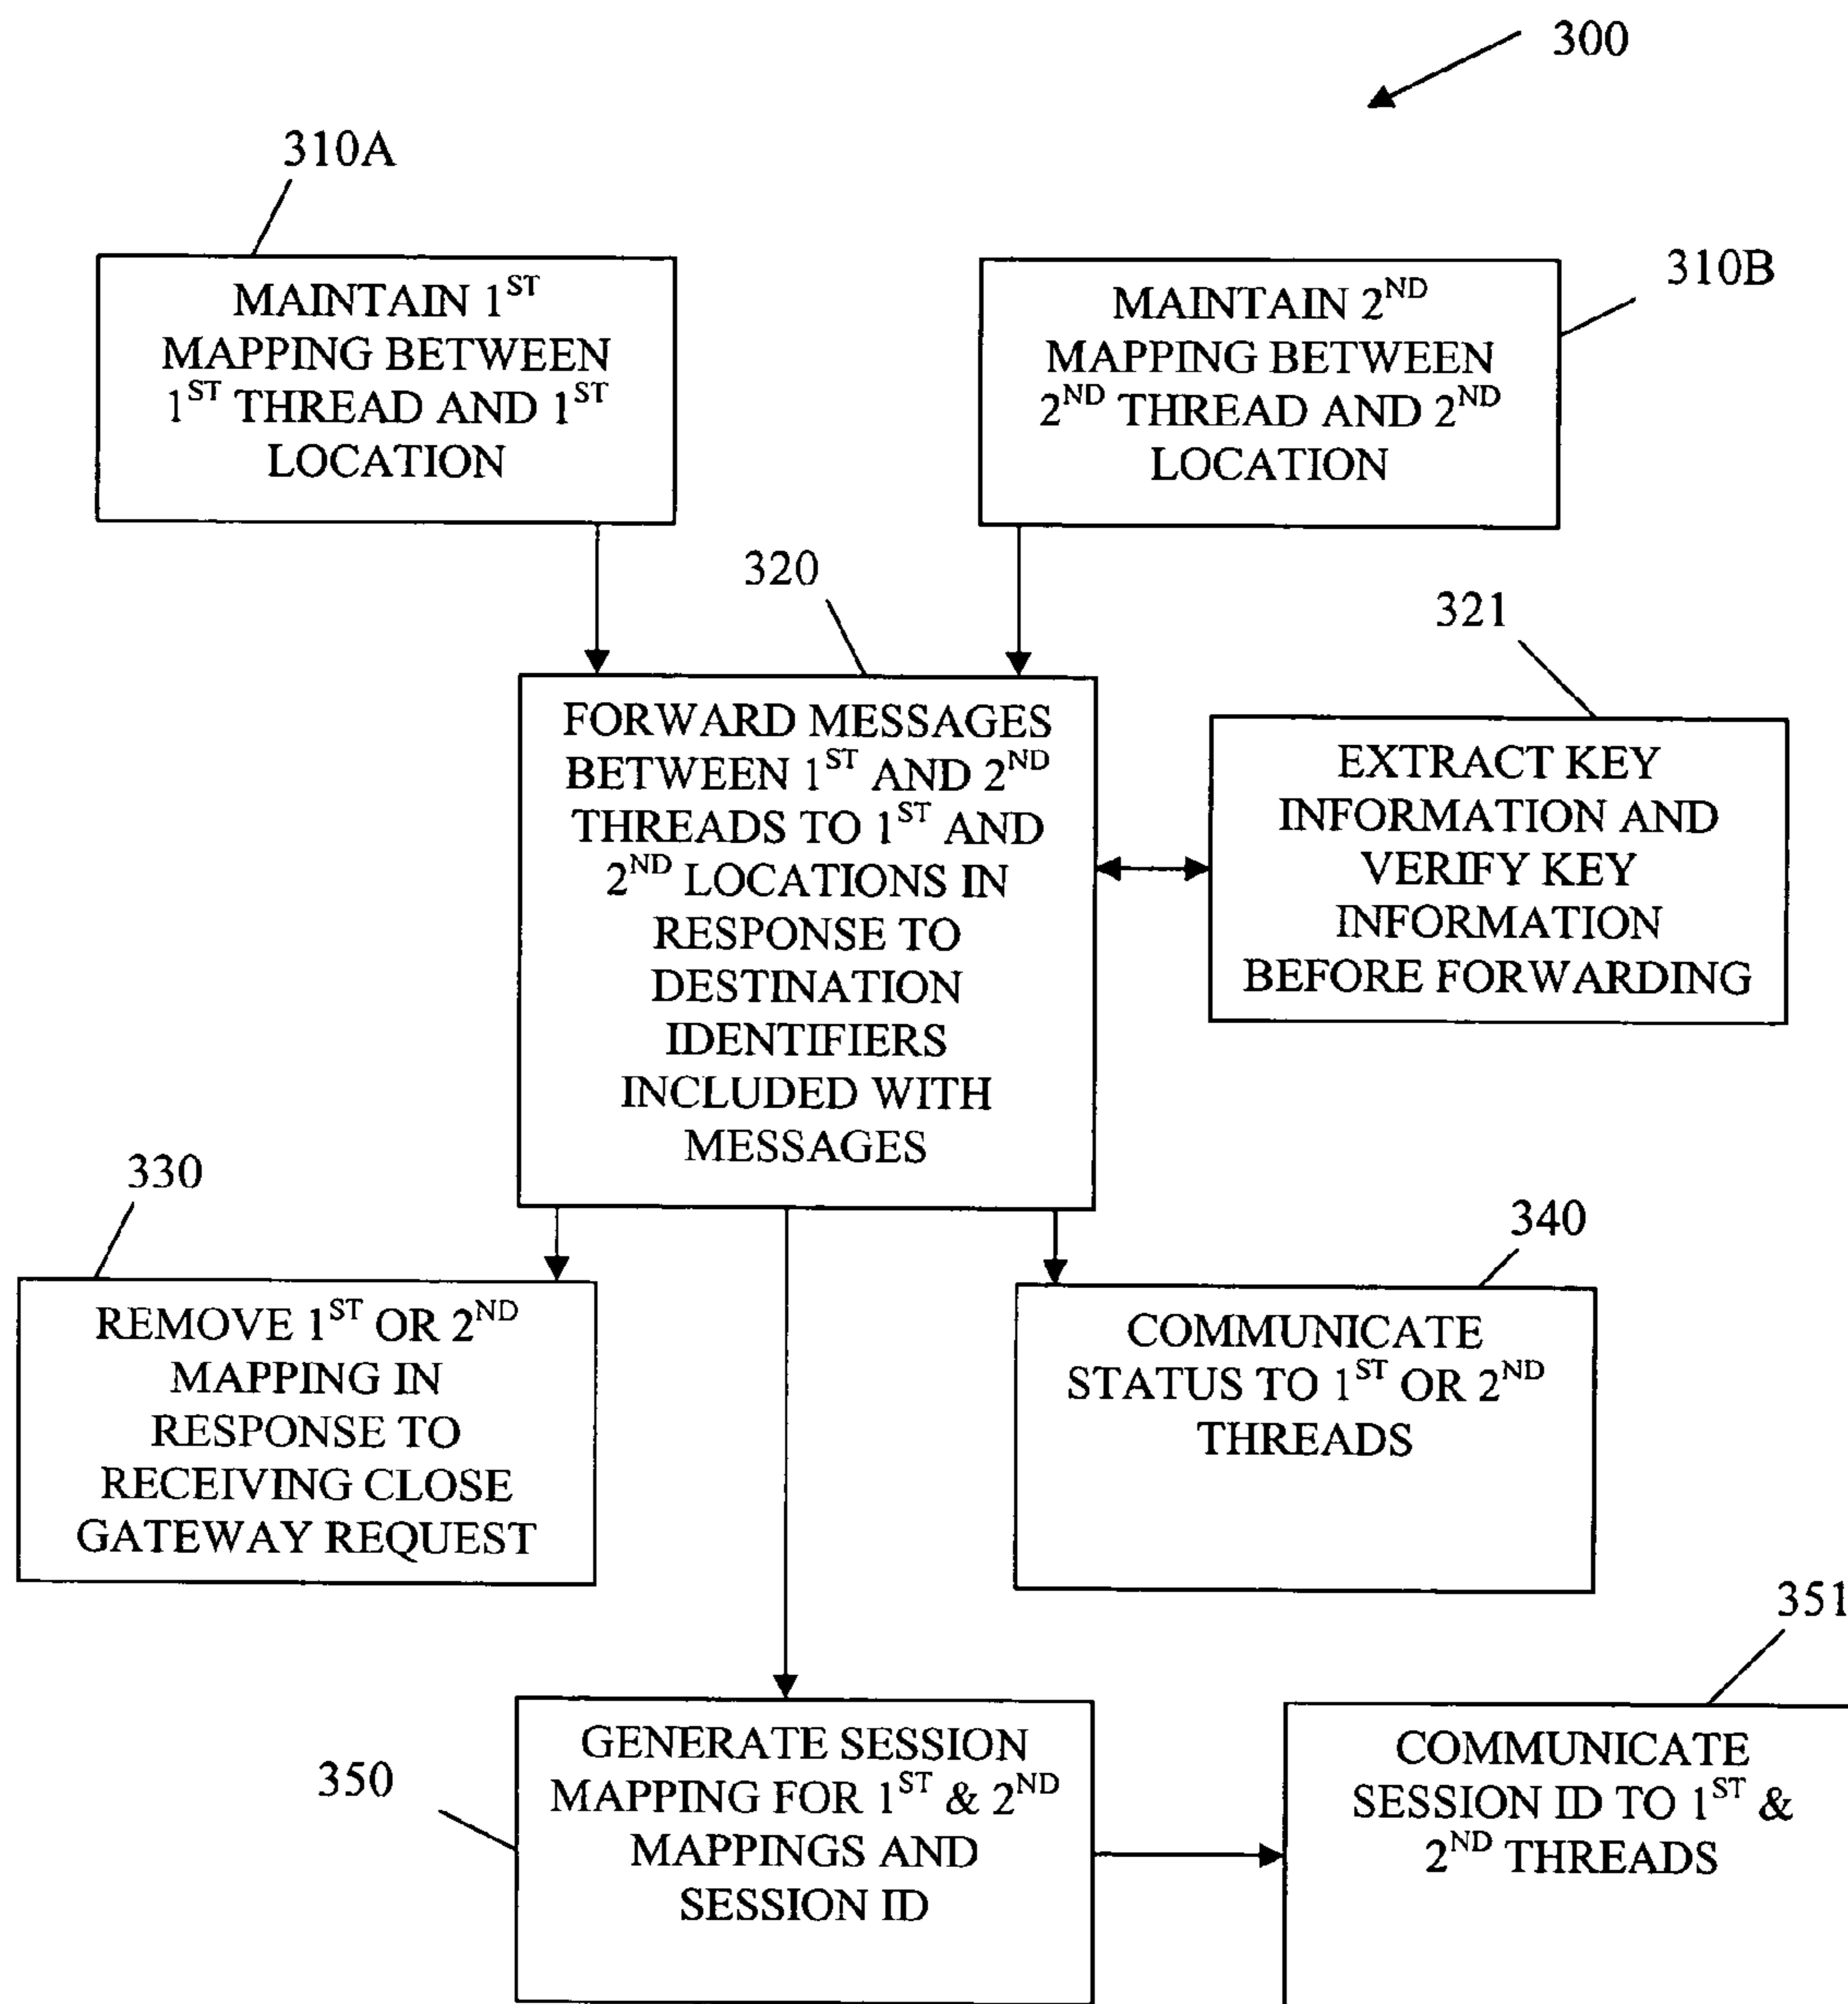 300
310A
MAINTAIN 1ST
MAPPING BETWEEN
1ST THREAD AND 1ST
LOCATION
310B
MAINTAIN 2ND
MAPPING BETWEEN
2ND THREAD AND 2ND
LOCATION
320
FORWARD MESSAGES
BETWEEN 1ST AND 2ND
THREADS TO 1ST AND
2ND LOCATIONS IN
RESPONSE TO
DESTINATION
IDENTIFIERS
INCLUDED WITH
MESSAGES
321
EXTRACT KEY
INFORMATION AND
VERIFY KEY
INFORMATION
BEFORE FORWARDING
330
REMOVE 1ST OR 2ND
MAPPING IN
RESPONSE TO
RECEIVING CLOSE
GATEWAY REQUEST
340
COMMUNICATE
STATUS TO 1ST OR 2ND
THREADS
350
GENERATE SESSION
MAPPING FOR 1ST & 2ND
MAPPINGS AND
SESSION ID
351
COMMUNICATE
SESSION ID TO 1ST &
2ND THREADS